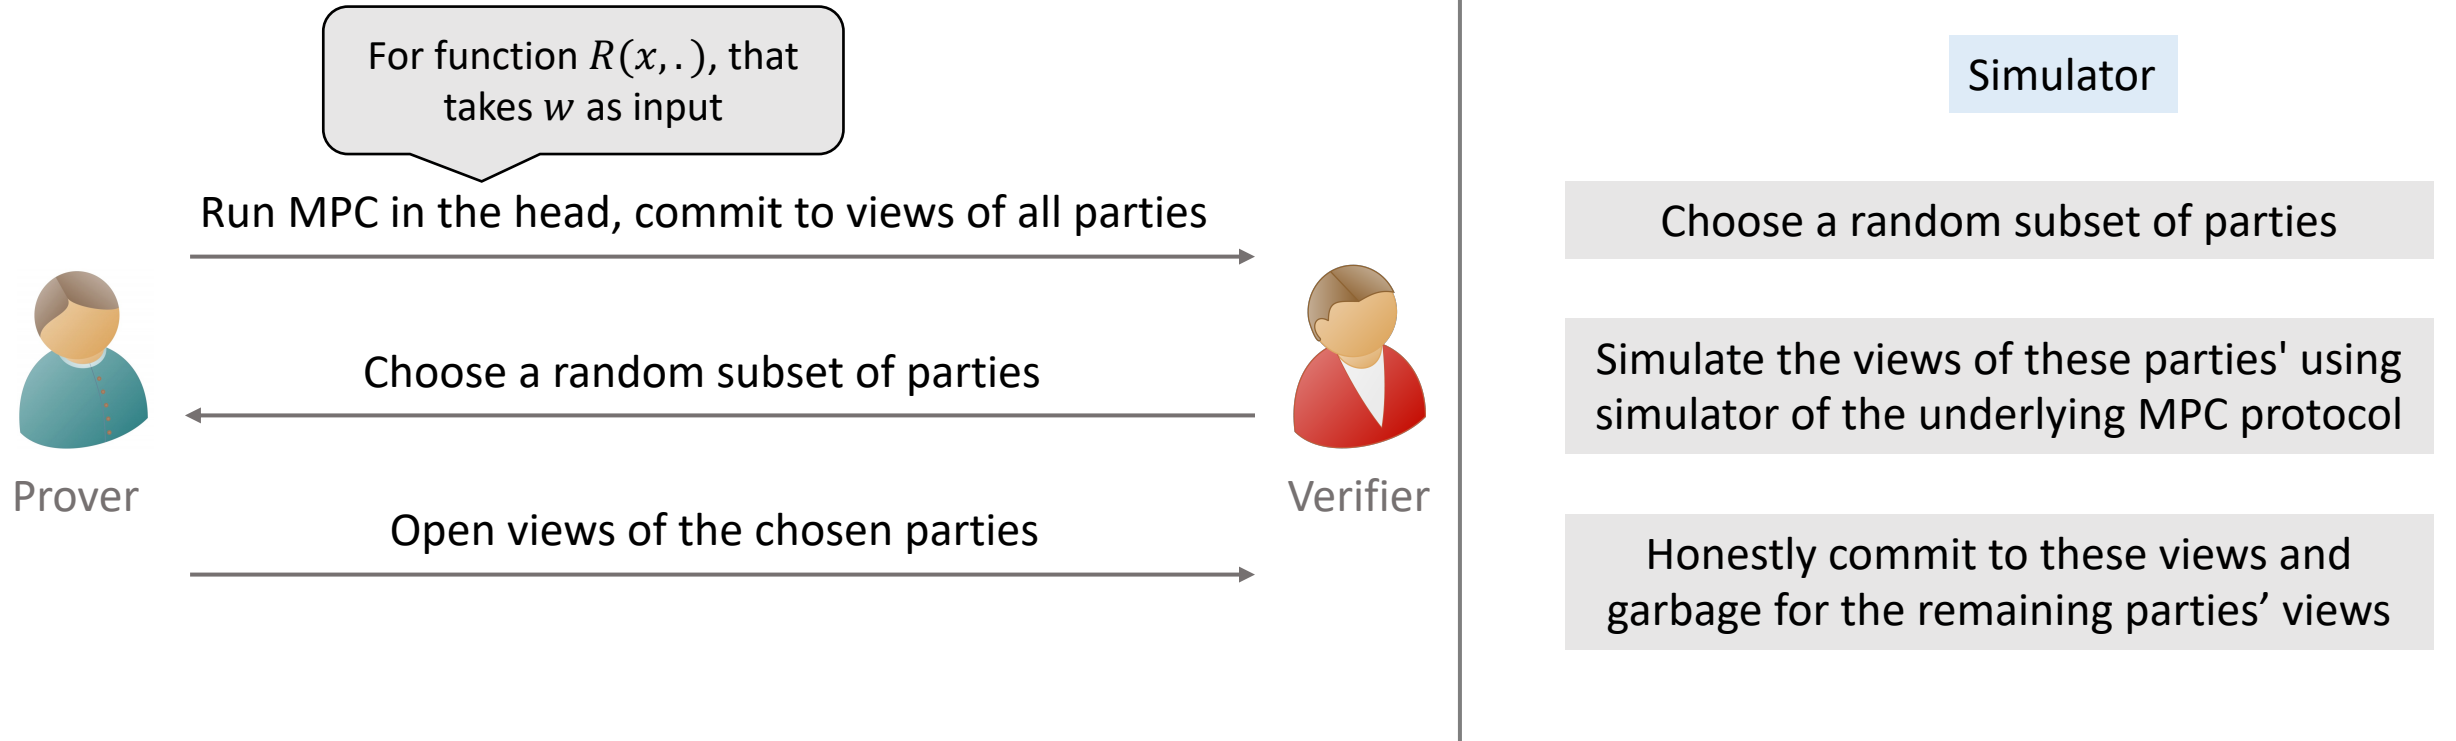 For function R(x, . ), that
takes w as input
Run MPC in the head, commit to views of all parties
Choose a random subset of parties
Open views of the chosen parties
Prover
Verifier
Simulator
Choose a random subset of parties
Simulate the views of these parties' using
simulator of the underlying MPC protocol
Honestly commit to these views and
garbage for the remaining parties’ views